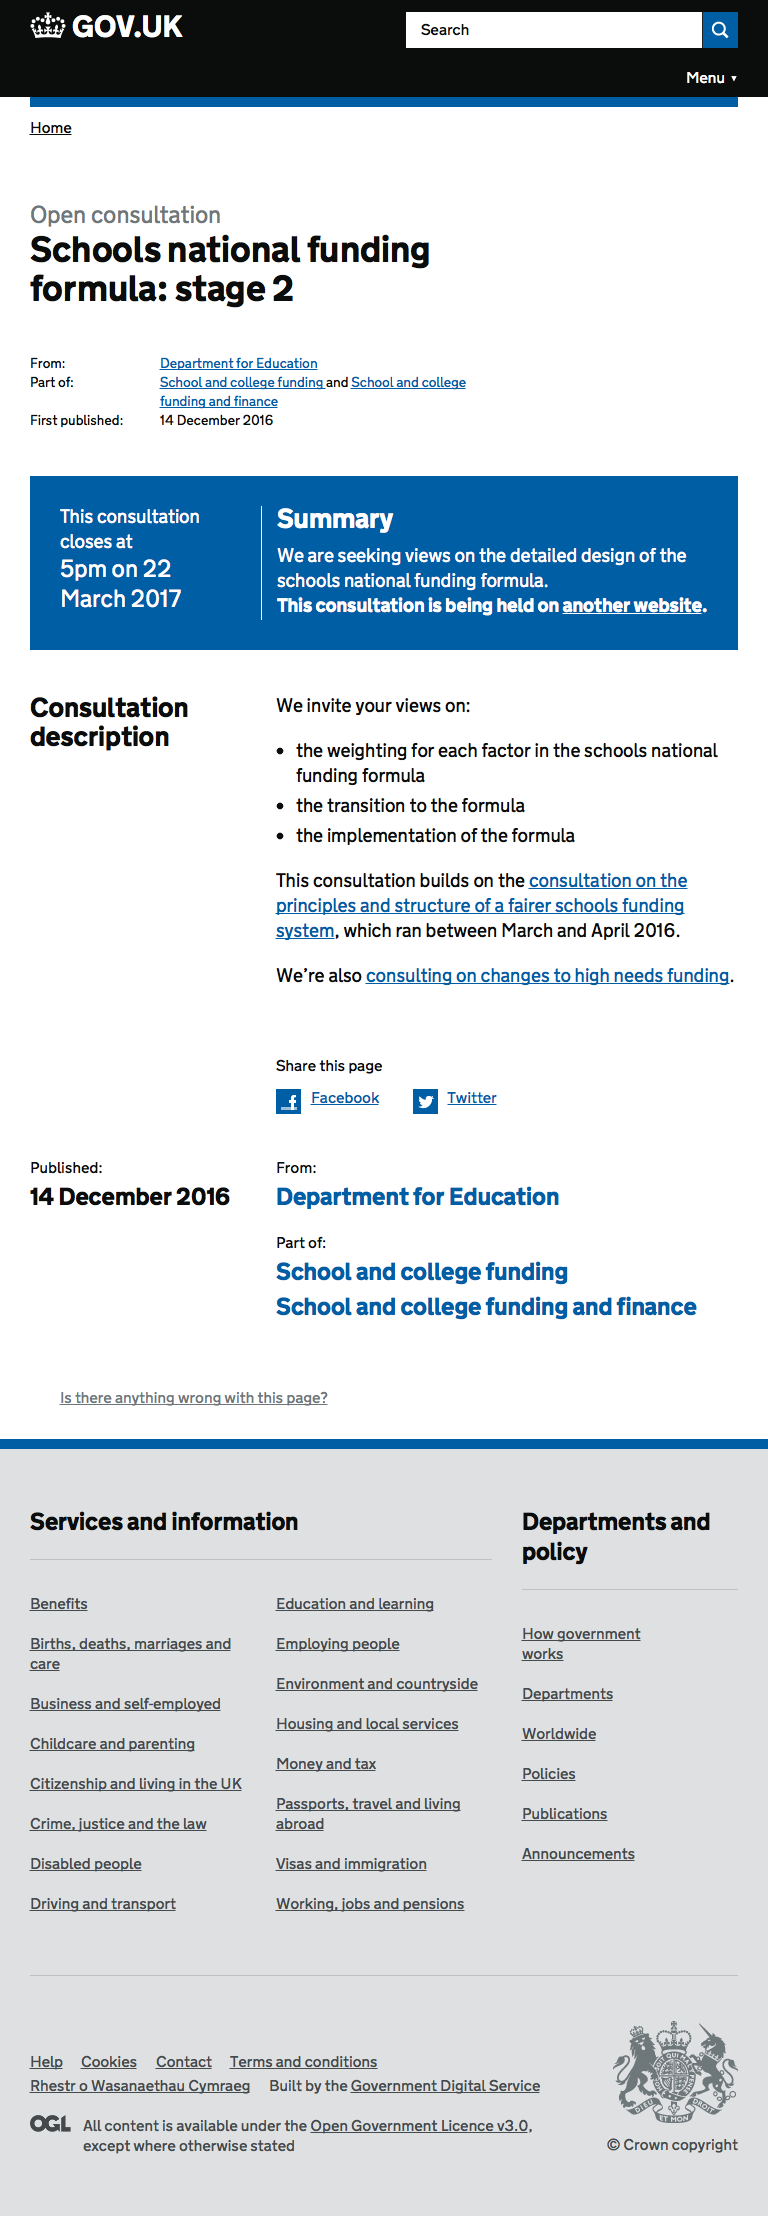 GOV.UK
Search
Menu ▼
Home
Open consultation
Schools national funding
formula: stage 2
From: Department for Education
Part of: School and college funding and School and college
funding and finance
First published: 14 December 2016
This consultation
closes at
5pm on 22
March 2017
Summary
We are seeking views on the detailed design of the
schools national funding formula.
This consultation is being held on another website.
Consultation
description
We invite your views on:
• the weighting for each factor in the schools national
funding formula
• the transition to the formula
• the implementation of the formula
This consultation builds on the consultation on the
principles and structure of a fairer schools funding
system, which ran between March and April 2016.
We're also consulting on changes to high needs funding.
Share this page
Facebook Twitter
Published:
14 December 2016
From:
Department for Education
Part of:
School and college funding
School and college funding and finance
Is there anything wrong with this page?
Services and information
Benefits
Births, deaths, marriages and
care
Business and self-employed
Childcare and parenting
Citizenship and living in the UK
Crime, justice and the law
Disabled people
Driving and transport
Education and learning
Employing people
Environment and countryside
Housing and local services
Money and tax
Passports, travel and living
abroad
Visas and immigration
Working, jobs and pensions
Departments and
policy
How government
works
Departments
Worldwide
Policies
Publications
Announcements
Help Cookies Contact Terms and conditions
Rhestr o Wasanaethau Cymraeg Built by the Government Digital Service
OGL All content is available under the Open Government Licence v3.0,
except where otherwise stated
DIEU ET MON DROIT
© Crown copyright